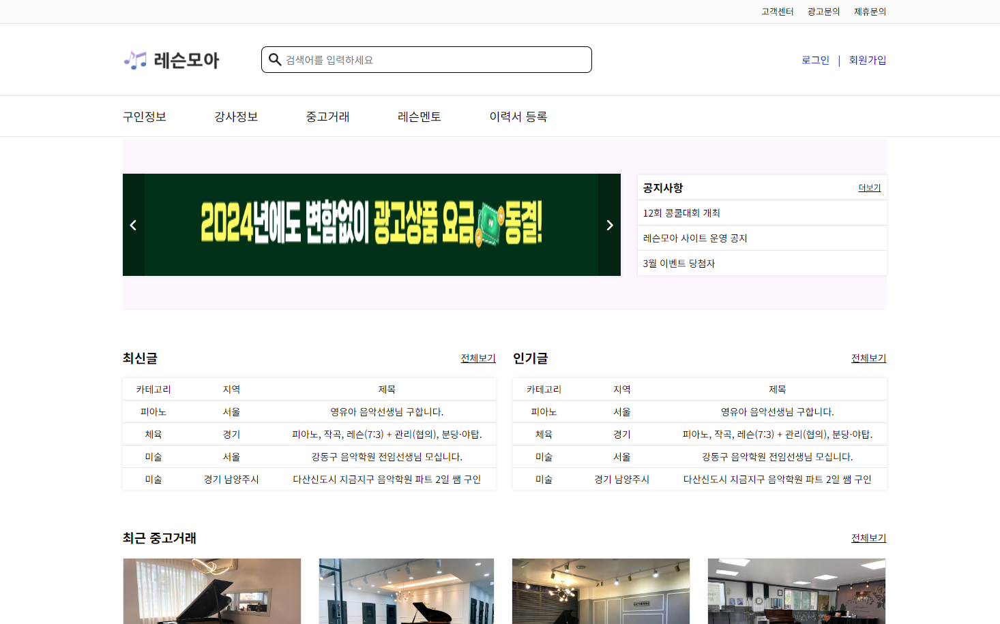 고객센터 광고문의 제휴문의
레슨모아 검색어를 입력하세요 로그인 | 회원가입
구인정보 강사정보 중고거래 레슨멘토 이력서 등록
2024년에도 변함없이 광고상품 요금 동결!
공지사항 더보기
12회 콩쿨대회 개최
레슨모아 사이트 운영 공지
3월 이벤트 당첨자
최신글 전체보기
카테고리 지역 제목
피아노 서울 영유아 음악선생님 구합니다.
체육 경기 피아노, 작곡, 레슨(7:3) + 관리(협의), 분당·야탑.
미술 서울 강동구 음악학원 전임선생님 모십니다.
미술 경기 남양주시 다산신도시 지금지구 음악학원 파트 2일 쌤 구인
인기글 전체보기
카테고리 지역 제목
피아노 서울 영유아 음악선생님 구합니다.
체육 경기 피아노, 작곡, 레슨(7:3) + 관리(협의), 분당·야탑.
미술 서울 강동구 음악학원 전임선생님 모십니다.
미술 경기 남양주시 다산신도시 지금지구 음악학원 파트 2일 쌤 구인
최근 중고거래 전체보기
CATHERINE